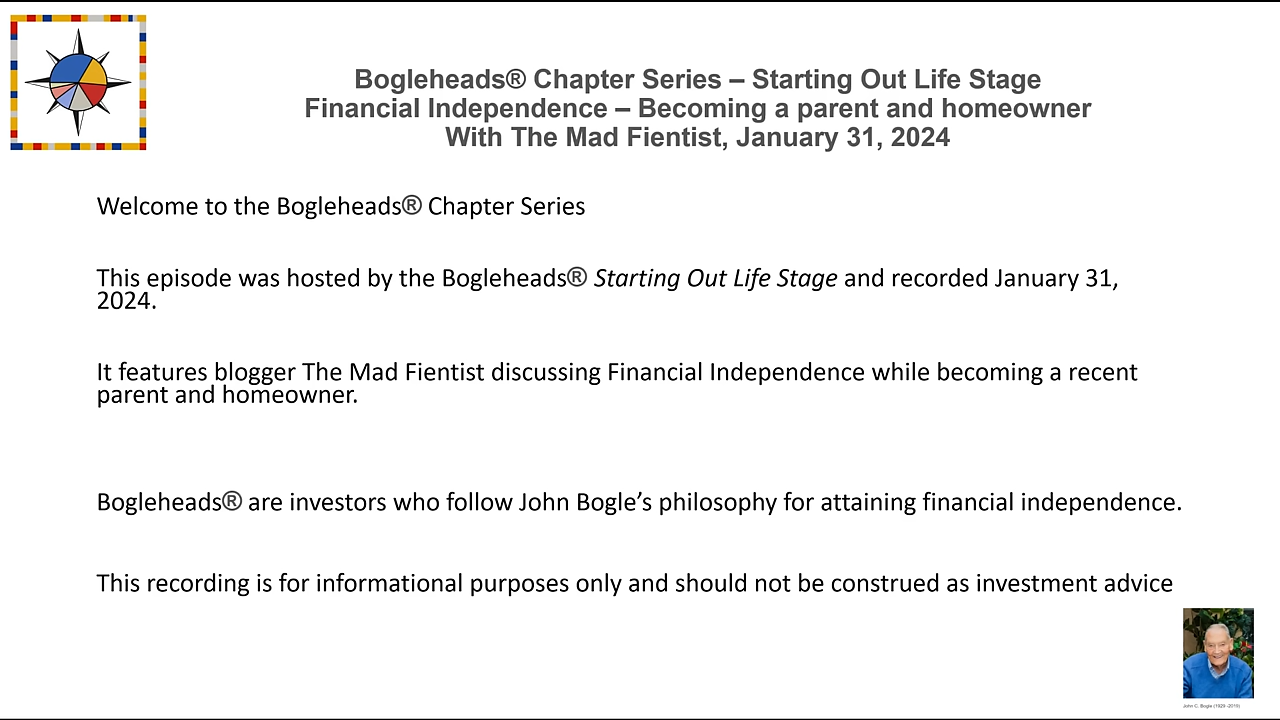 Bogleheads® Chapter Series – Starting Out Life Stage
Financial Independence – Becoming a parent and homeowner
With The Mad Fientist, January 31, 2024
Welcome to the Bogleheads® Chapter Series
This episode was hosted by the Bogleheads® Starting Out Life Stage and recorded January 31,
2024.
It features blogger The Mad Fientist discussing Financial Independence while becoming a recent
parent and homeowner.
Bogleheads® are investors who follow John Bogle’s philosophy for attaining financial independence.
This recording is for informational purposes only and should not be construed as investment advice
John C. Bogle (1929 -2019)